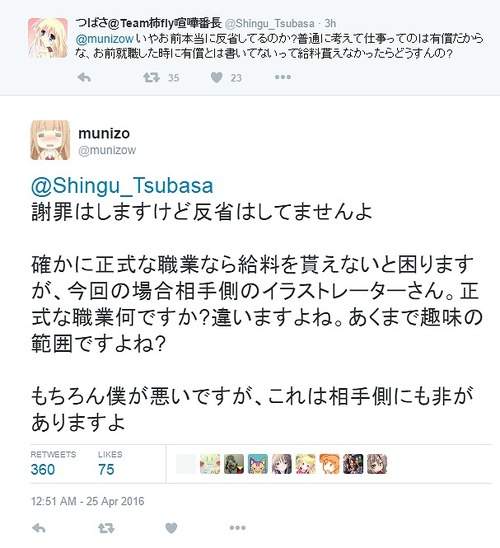 つばさ@Team柿fly喧嘩番長 @Shingu_Tsubasa · 3h
@munizow いやお前本当に反省してるのか?普通に考えて仕事ってのは有償だから
な、お前就職した時に有償とは書いてないって給料貰えなかったらどうすんの?
35 23
munizo
@munizow
@Shingu_Tsubasa
謝罪はしますけど反省はしてませんよ
確かに正式な職業なら給料を貰えないと困ります
が、今回の場合相手側のイラストレーターさん。正
式な職業何ですか?違いますよね。あくまで趣味の
範囲ですよね?
もちろん僕が悪いですが、これは相手側にも非が
ありますよ
RETWEETS LIKES
360 75
12:51 AM - 25 Apr 2016